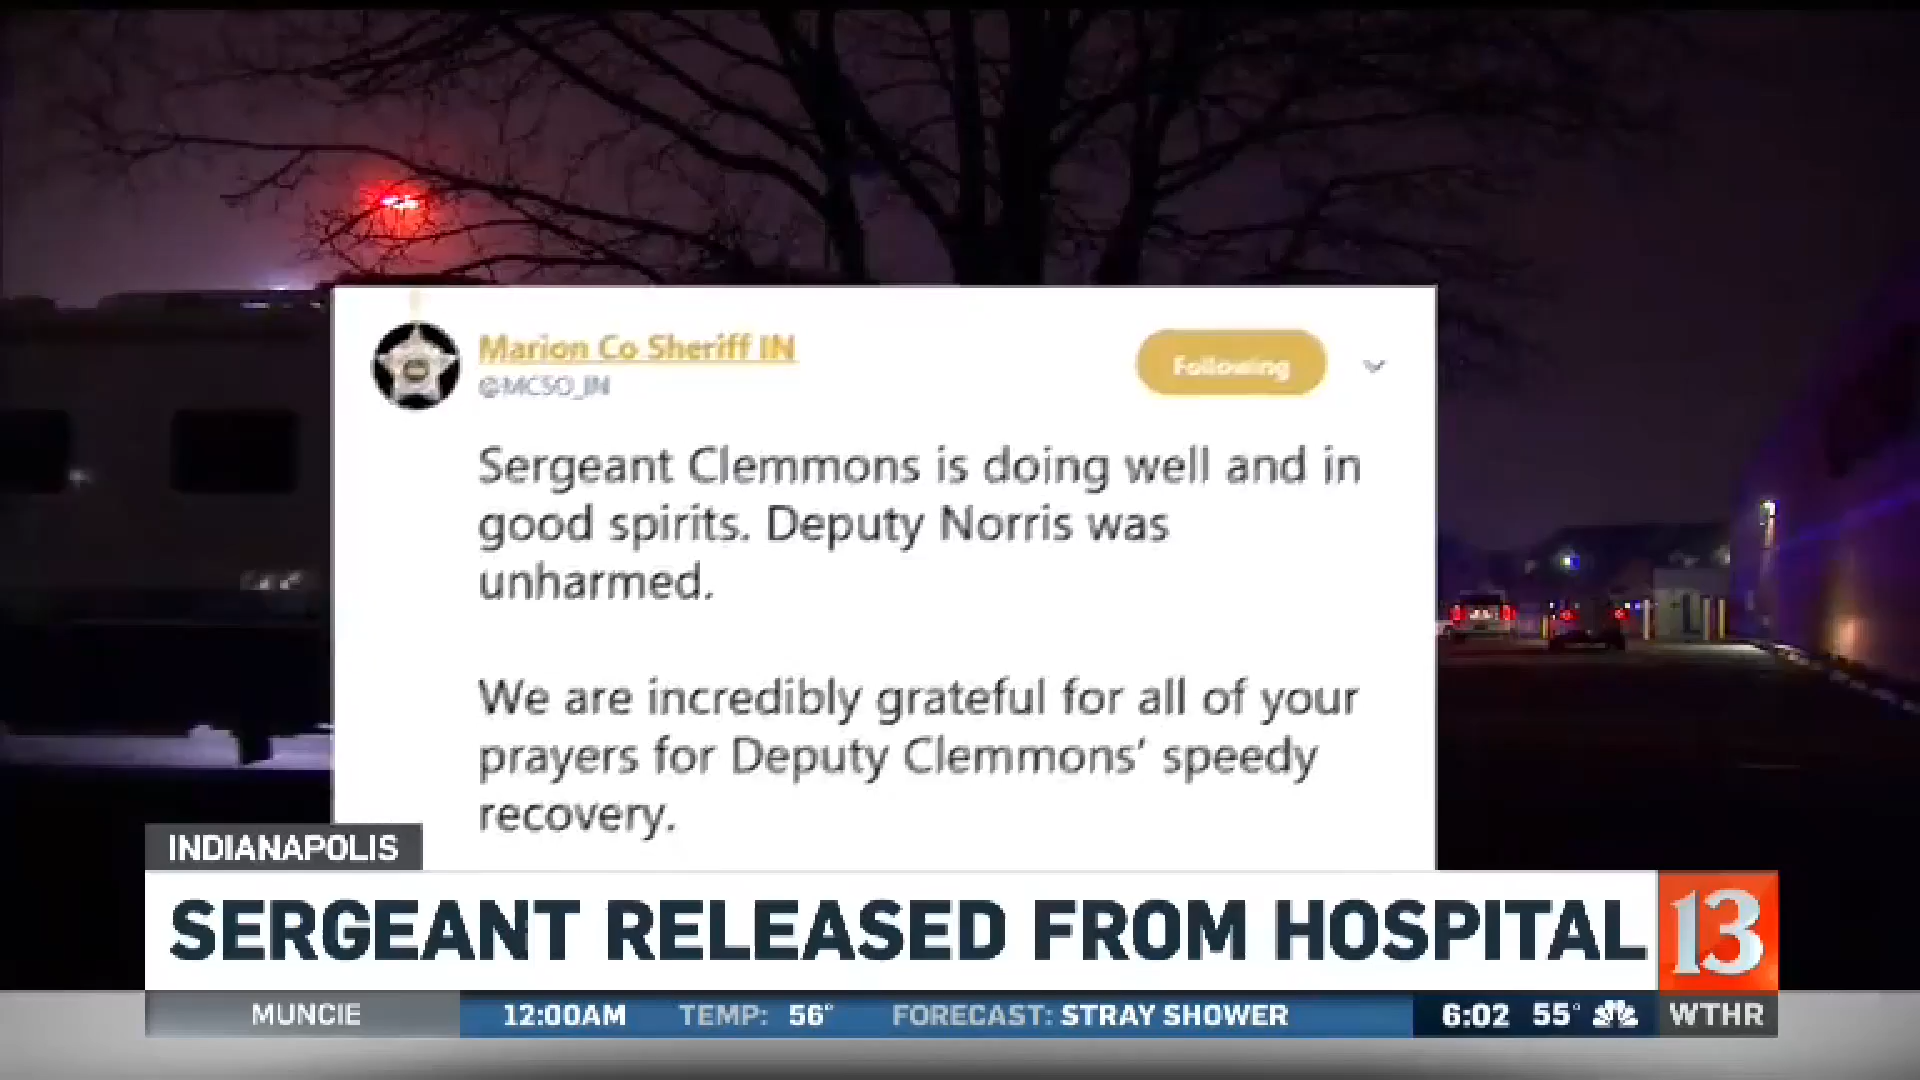 Marion Co Sheriff IN
@MCSO_IN
Following
Sergeant Clemmons is doing well and in
good spirits. Deputy Norris was
unharmed.
We are incredibly grateful for all of your
prayers for Deputy Clemmons’ speedy
recovery.
INDIANAPOLIS
SERGEANT RELEASED FROM HOSPITAL
13
MUNCIE 12:00AM TEMP: 56° FORECAST: STRAY SHOWER 6:02 55° WTHR